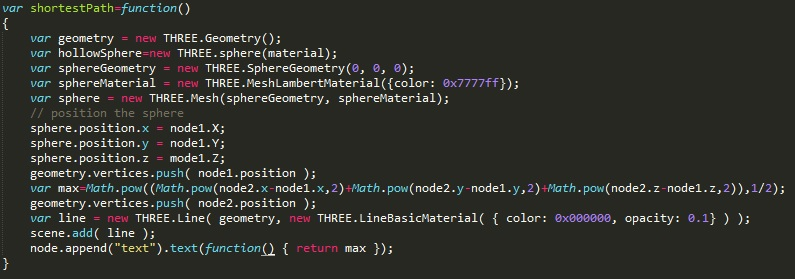 var shortestPath=function()
{
    var geometry = new THREE.Geometry();
    var hollowSphere=new THREE.sphere(material);
    var sphereGeometry = new THREE.SphereGeometry(0, 0, 0);
    var sphereMaterial = new THREE.MeshLambertMaterial({color: 0x7777ff});
    var sphere = new THREE.Mesh(sphereGeometry, sphereMaterial);
    // position the sphere
    sphere.position.x = node1.X;
    sphere.position.y = node1.Y;
    sphere.position.z = mode1.Z;
    geometry.vertices.push( node1.position );
    var max=Math.pow((Math.pow(node2.x-node1.x,2)+Math.pow(node2.y-node1.y,2)+Math.pow(node2.z-node1.z,2)),1/2);
    geometry.vertices.push( node2.position );
    var line = new THREE.Line( geometry, new THREE.LineBasicMaterial( { color: 0x000000, opacity: 0.1} ) );
    scene.add( line );
    node.append("text").text(function() { return max });
}